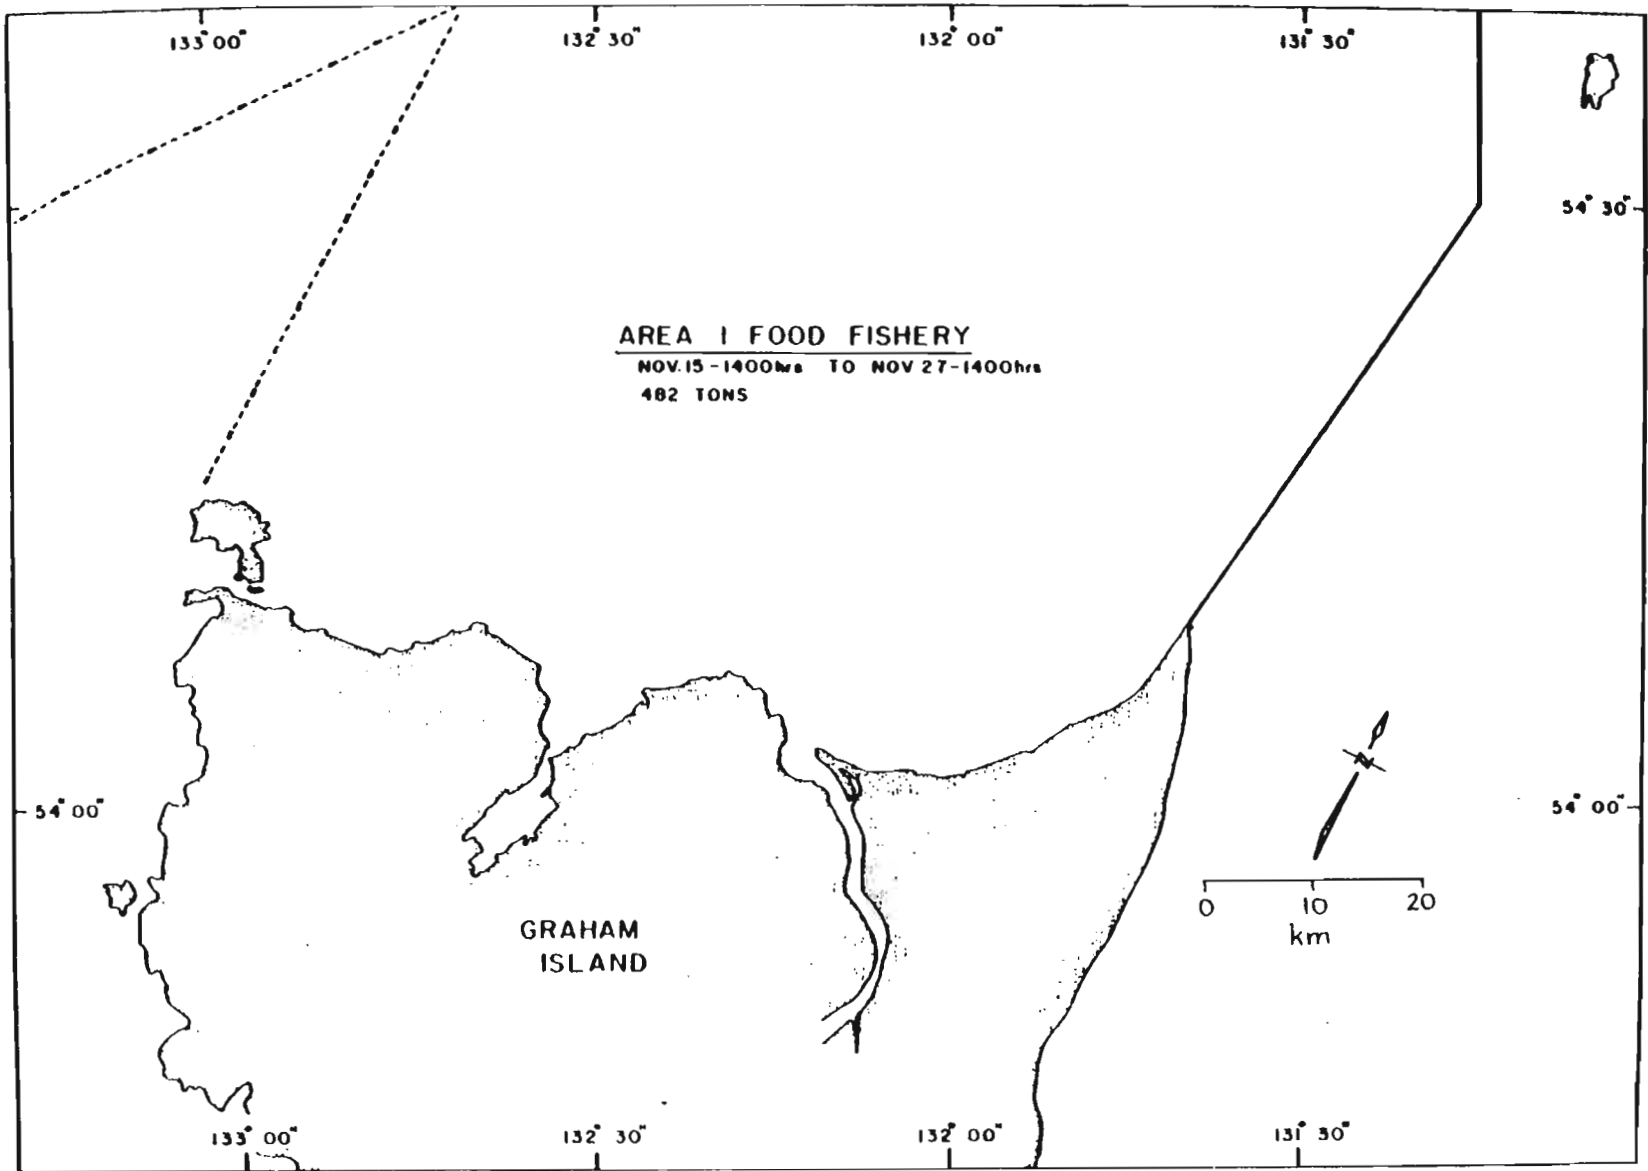 133° 00"
132° 30"
132° 00"
131° 30"
54° 30"
AREA 1 FOOD FISHERY
NOV.15-1400hrs TO NOV 27-1400hrs
482 TONS
N
54° 00"
54° 00"
0 10 20
km
GRAHAM
ISLAND
133° 00"
132° 30"
132° 00"
131° 30"